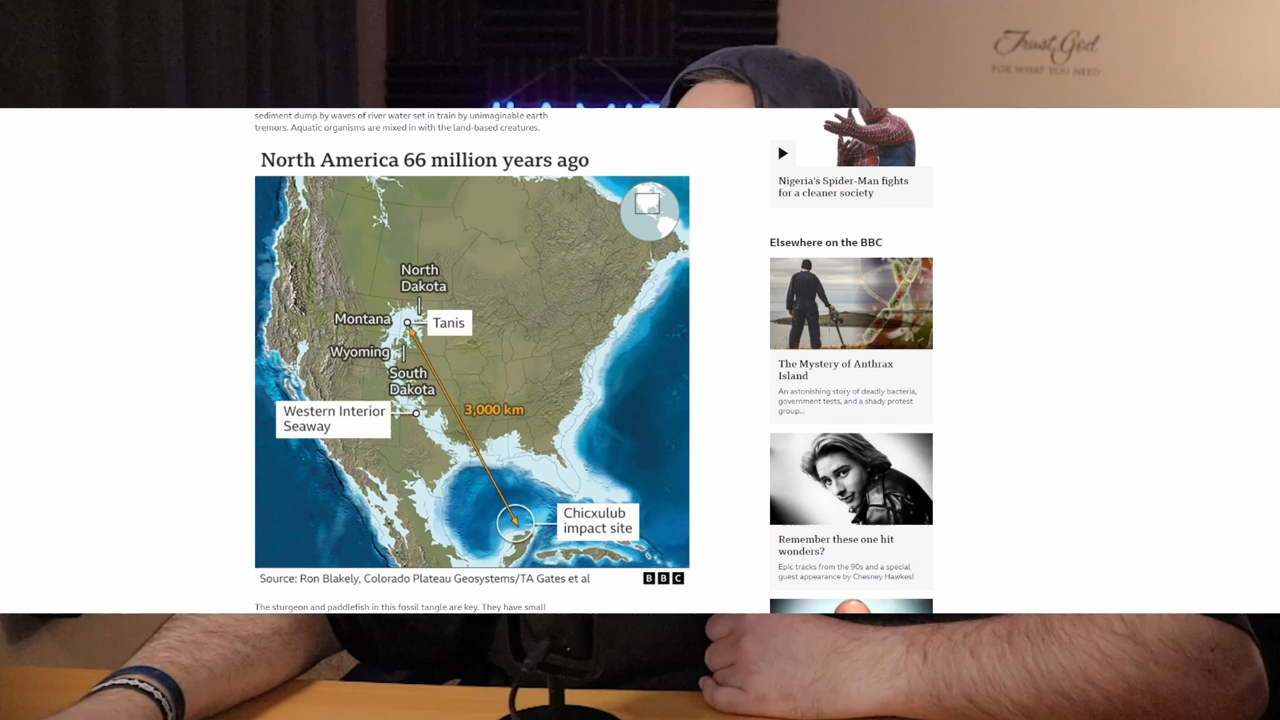 Trust God
FOR WHAT YOU NEED
sediment dump by waves of river water set in train by unimaginable earth
tremors. Aquatic organisms are mixed in with the land-based creatures.
North America 66 million years ago
North
Dakota
Montana
Tanis
Wyoming
South
Dakota
3,000 km
Western Interior
Seaway
Chicxulub
impact site
Source: Ron Blakely, Colorado Plateau Geosystems/TA Gates et al
BBC
The sturgeon and paddlefish in this fossil tangle are key. They have small
Nigeria's Spider-Man fights
for a cleaner society
Elsewhere on the BBC
The Mystery of Anthrax
Island
An astonishing story of deadly bacteria,
government tests, and a shady protest
group...
Remember these one hit
wonders?
Epic tracks from the 90s and a special
guest appearance by Chesney Hawkes!